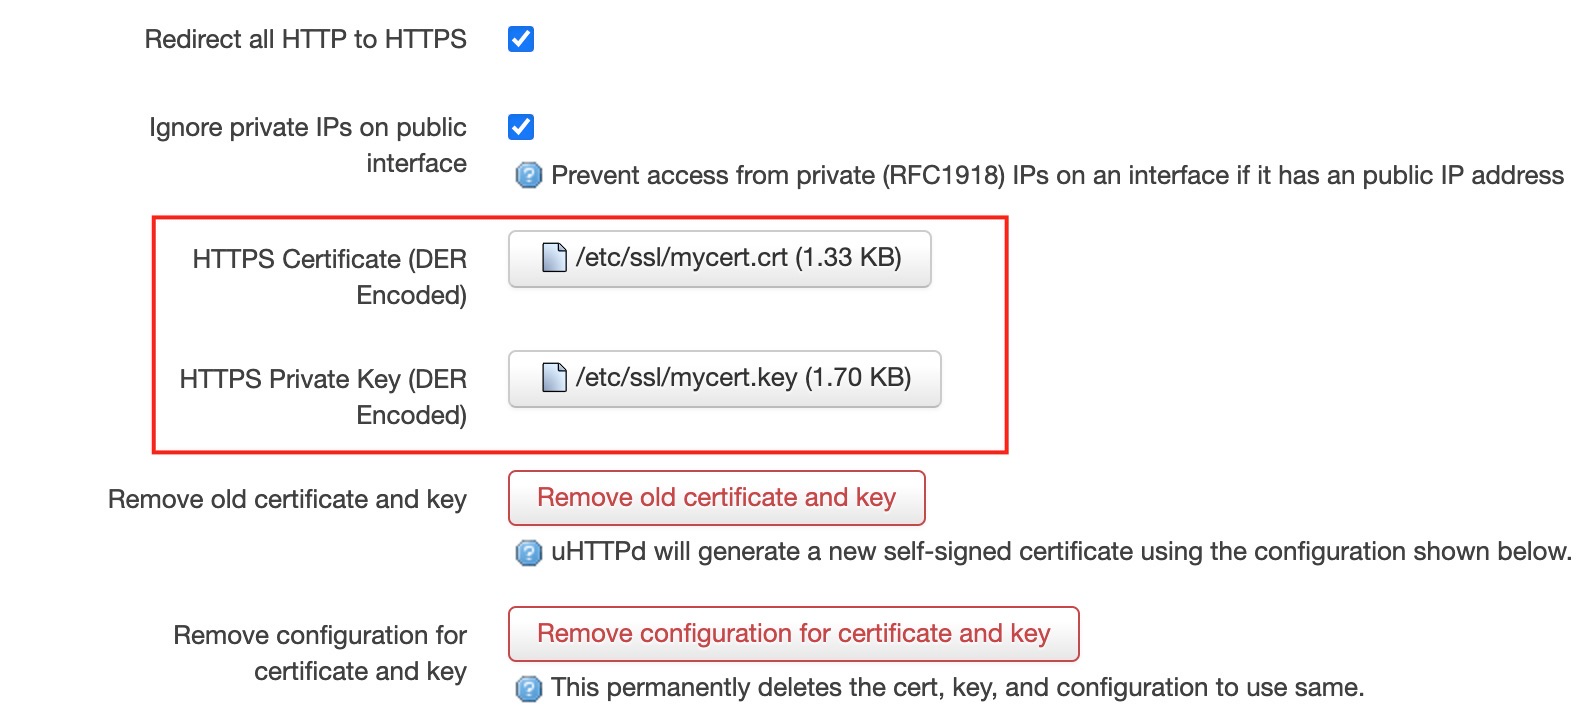 Redirect all HTTP to HTTPS
Ignore private IPs on public
interface
Prevent access from private (RFC1918) IPs on an interface if it has an public IP address
HTTPS Certificate (DER
Encoded)
/etc/ssl/mycert.crt (1.33 KB)
HTTPS Private Key (DER
Encoded)
/etc/ssl/mycert.key (1.70 KB)
Remove old certificate and key
Remove old certificate and key
uHTTPd will generate a new self-signed certificate using the configuration shown below.
Remove configuration for
certificate and key
Remove configuration for certificate and key
This permanently deletes the cert, key, and configuration to use same.